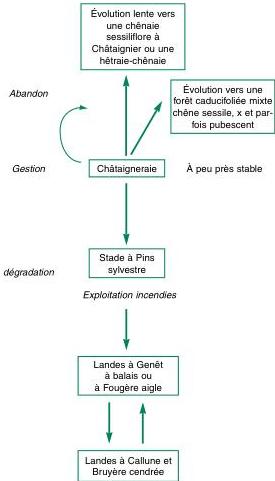 Évolution lente vers
une chênaie
sessiliflore à
Châtaignier ou une
hêtraie-chênaie
Abandon
Évolution vers une
forêt caducifoliée mixte
chêne sessile, x et par-
fois pubescent
Gestion
Châtaigneraie
À peu près stable
Stade à Pins
sylvestre
dégradation
Exploitation incendies
Landes à Genêt
à balais ou
à Fougère aigle
Landes à Callune et
Bruyère cendrée